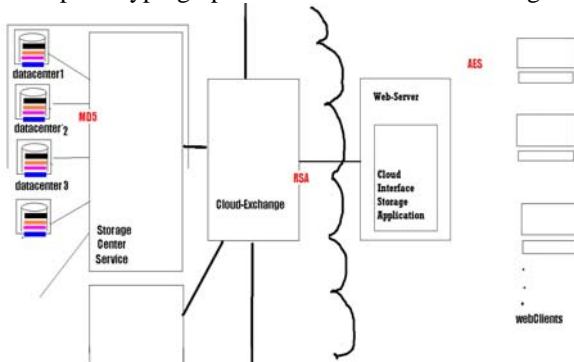 datacenter1
datacenter 2
datacenter 3
MD5
Storage
Center
Service
Cloud-Exchange
RSA
Web-Server
Cloud
Interface
Storage
Application
AES
webClients